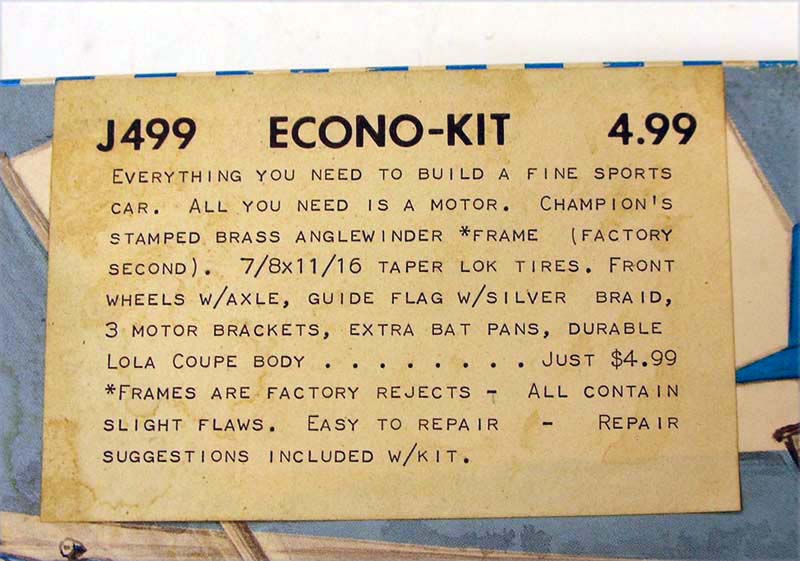 J499 ECONO-KIT 4.99
EVERYTHING YOU NEED TO BUILD A FINE SPORTS
CAR. ALL YOU NEED IS A MOTOR. CHAMPION'S
STAMPED BRASS ANGLEWINDER *FRAME (FACTORY
SECOND). 7/8x11/16 TAPER LOK TIRES. FRONT
WHEELS W/AXLE, GUIDE FLAG W/SILVER BRAID,
3 MOTOR BRACKETS, EXTRA BAT PANS, DURABLE
LOLA COUPE BODY . . . . . . . . . JUST $4.99
*FRAMES ARE FACTORY REJECTS - ALL CONTAIN
SLIGHT FLAWS. EASY TO REPAIR - REPAIR
SUGGESTIONS INCLUDED W/KIT.